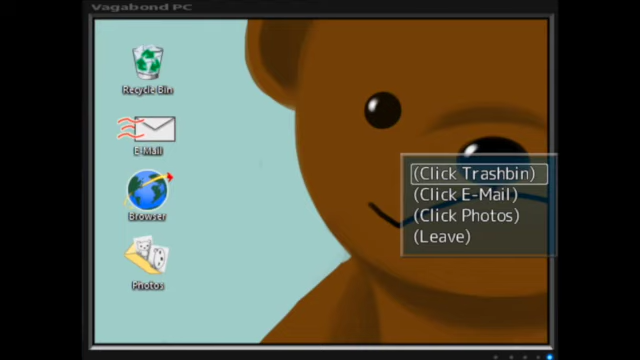 Vagabond PC
Recycle Bin
E-Mail
Browser
Photos
(Click Trashbin)
(Click E-Mail)
(Click Photos)
(Leave)